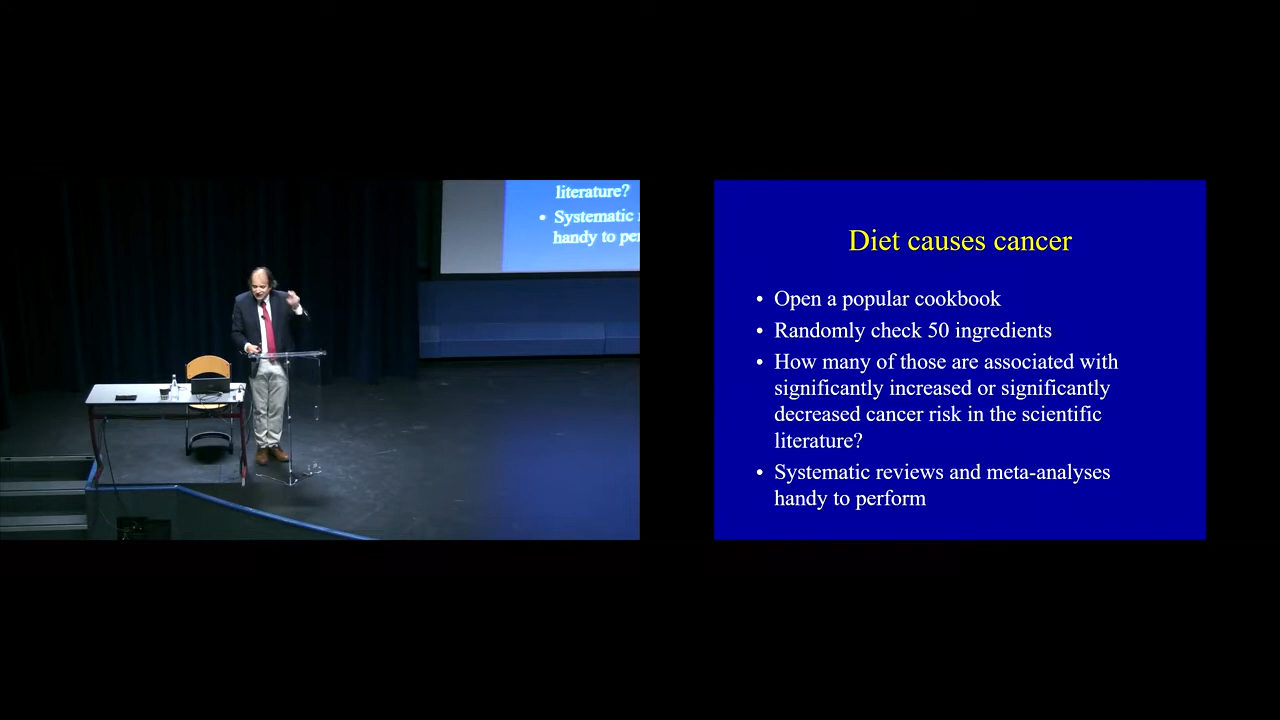 literature?
• Systematic
handy to per
Diet causes cancer
• Open a popular cookbook
• Randomly check 50 ingredients
• How many of those are associated with
significantly increased or significantly
decreased cancer risk in the scientific
literature?
• Systematic reviews and meta-analyses
handy to perform